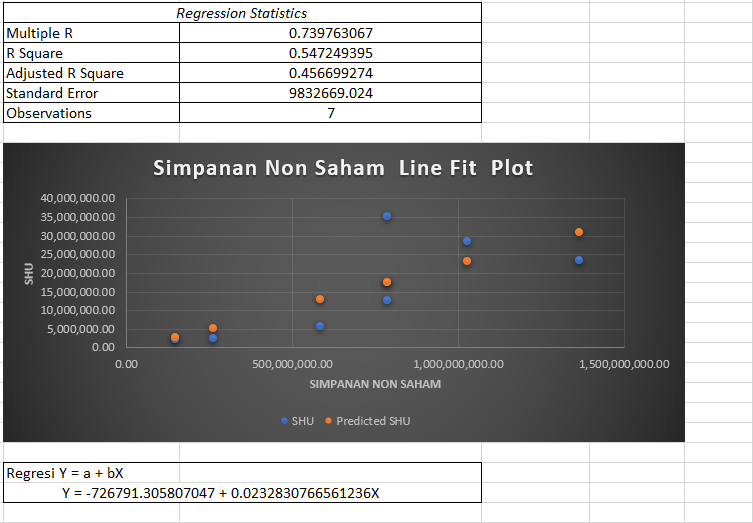 Regression Statistics
Multiple R 0.739763067
R Square 0.547249395
Adjusted R Square 0.456699274
Standard Error 9832669.024
Observations 7
Simpanan Non Saham Line Fit Plot
40,000,000.00
35,000,000.00
30,000,000.00
25,000,000.00
20,000,000.00
15,000,000.00
10,000,000.00
5,000,000.00
0.00
SHU
0.00 500,000,000.00 1,000,000,000.00 1,500,000,000.00
SIMPANAN NON SAHAM
SHU Predicted SHU
Regresi Y = a + bX
Y = -726791.305807047 + 0.0232830766561236X